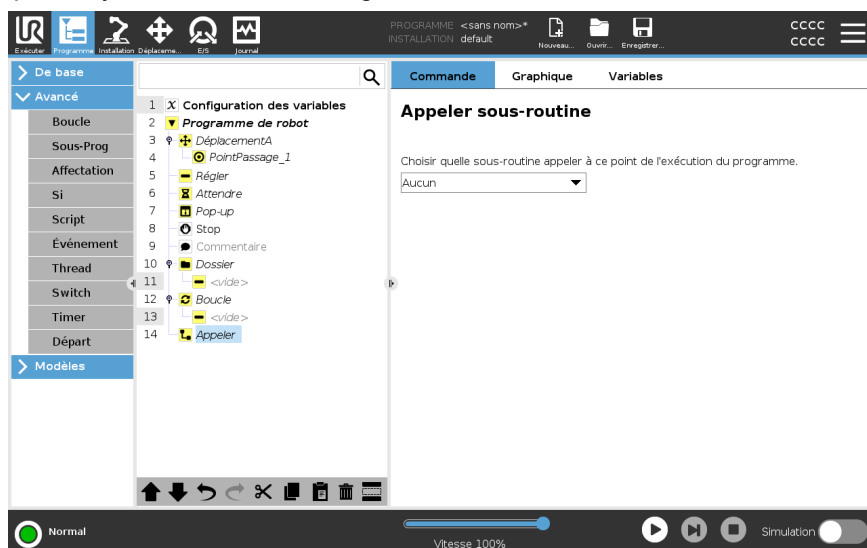 PROGRAMME <sans nom>*
INSTALLATION default
cccc
cccc
Exécuter
Programme
Installation
Déplaceme...
E/S
Journal
Nouveau...
Ouvrir...
Enregistrer...
De base
Avancé
Boucle
Sous-Prog
Affectation
Si
Script
Événement
Thread
Switch
Timer
Départ
Modèles
1 X Configuration des variables
2 Programme de robot
3 DéplacementA
4 PointPassage_1
5 Régler
6 Attendre
7 Pop-up
8 Stop
9 Commentaire
10 Dossier
11 <vide>
12 Boucle
13 <vide>
14 Appeler
Commande
Graphique
Variables
Appeler sous-routine
Choisir quelle sous-routine appeler à ce point de l'exécution du programme.
Aucun
Normal
Vitesse 100%
Simulation